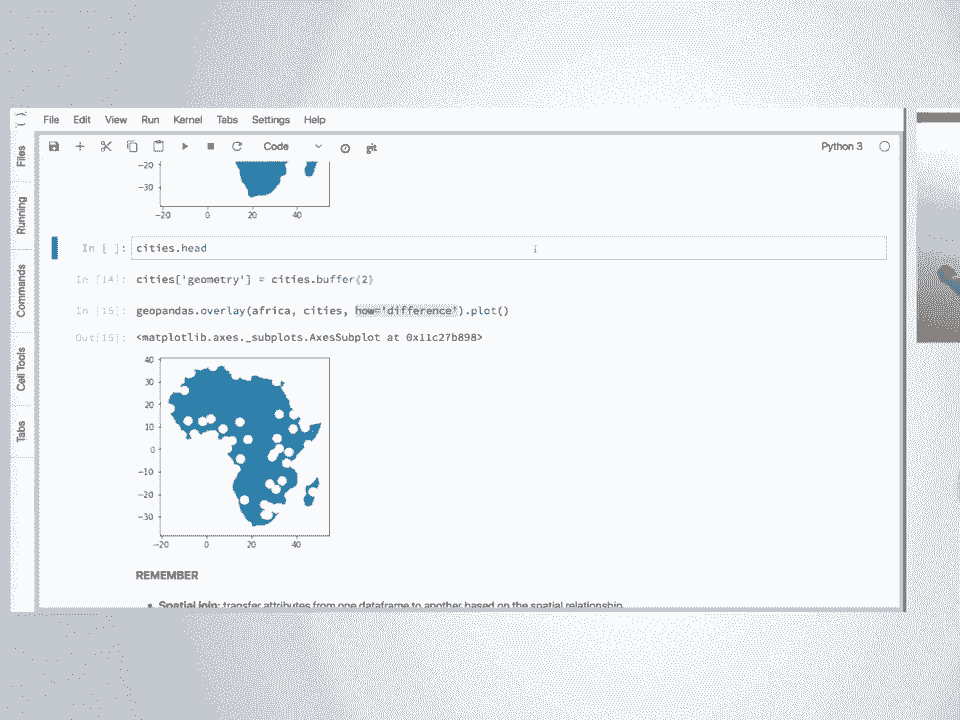 File Edit View Run Kernel Tabs Settings Help
Files
Running
Commands
Cell Tools
Tabs
Code
git
Python 3
-20
-30
-20 0 20 40
In [ ]: cities.head
In [14]: cities['geometry'] = cities.buffer(2)
In [15]: geopandas.overlay(africa, cities, how='difference').plot()
Out[15]: <matplotlib.axes._subplots.AxesSubplot at 0x11c27b898>
40
30
20
10
0
-10
-20
-30
-20 0 20 40
REMEMBER
• Spatial join: transfer attributes from one dataframe to another based on the spatial relationship